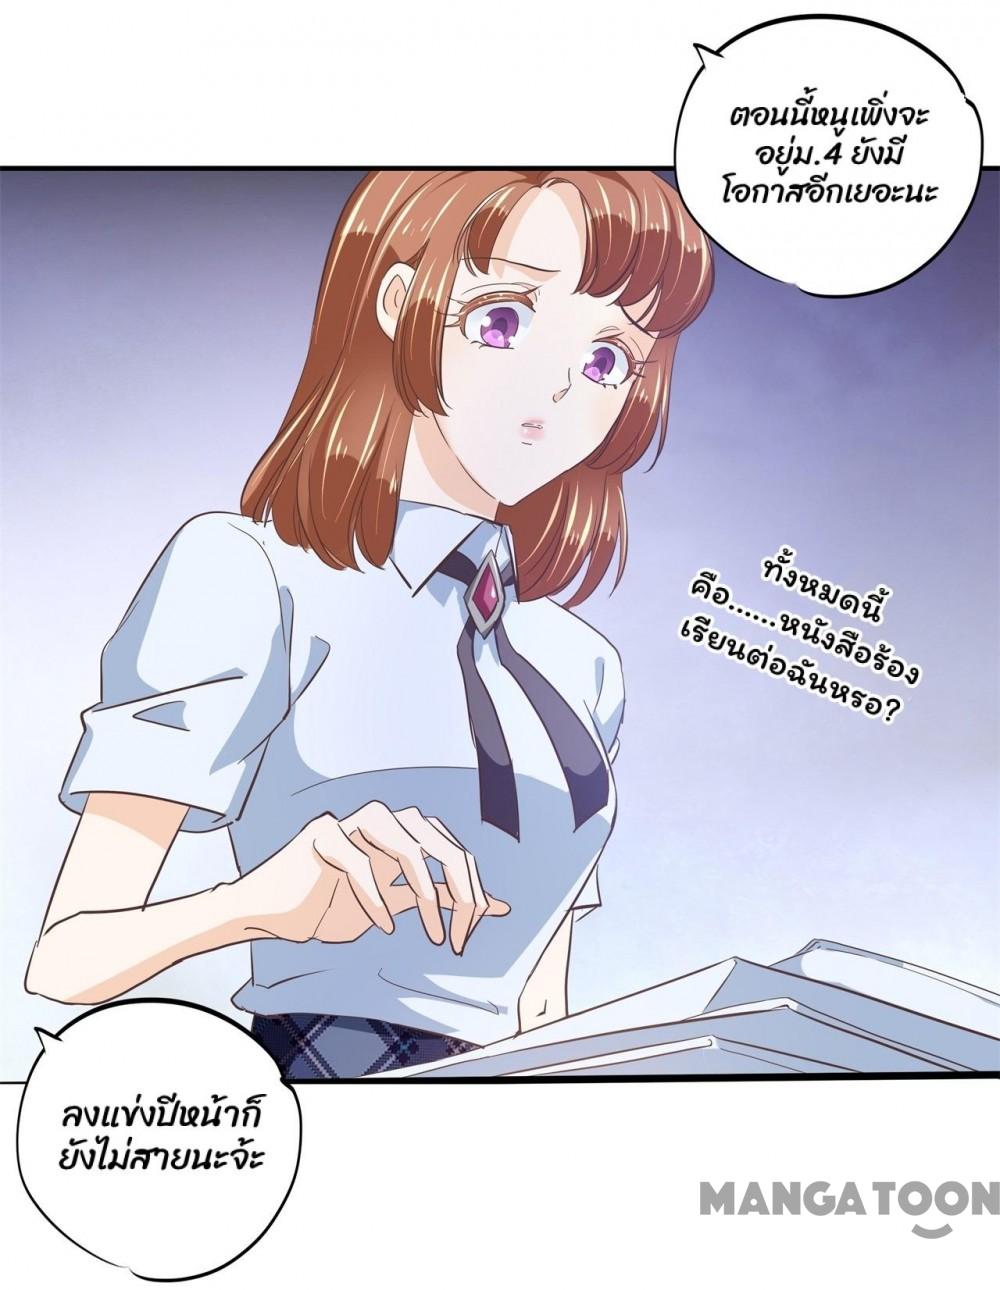 ตอนนี้หนูเพิ่งจะ
อยู่ม.4 ยังมี
โอกาสอีกเยอะนะ
ทั้งหมดนี้
คือ......หนังสือร้อง
เรียนต่อฉันหรอ?
ลงแข่งปีหน้าก็
ยังไม่สายนะจ้ะ
MANGATOON